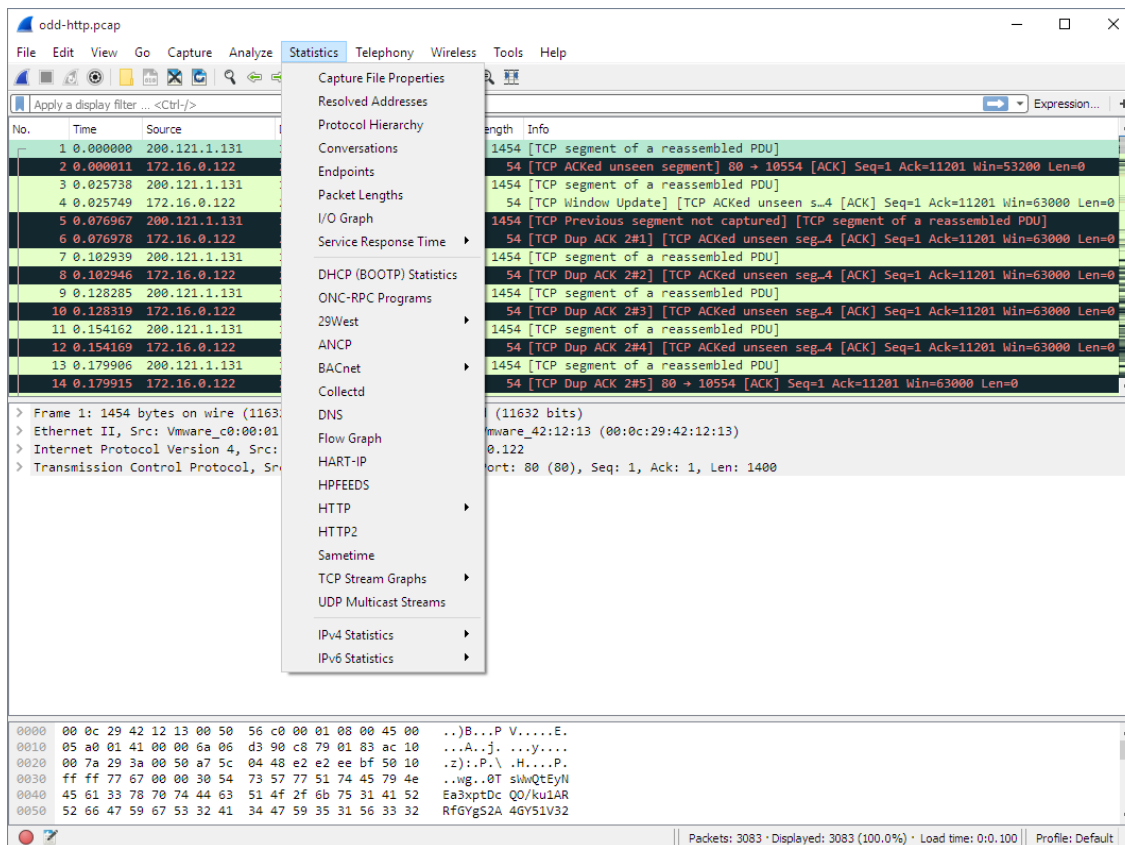 odd-http.pcap
File Edit View Go Capture Analyze Statistics Telephony Wireless Tools Help
Apply a display filter ... <Ctrl-/> Expression... +
No. Time Source ength Info
1 0.000000 200.121.1.131 1454 [TCP segment of a reassembled PDU]
2 0.000011 172.16.0.122 54 [TCP ACKed unseen segment] 80 → 10554 [ACK] Seq=1 Ack=11201 Win=53200 Len=0
3 0.025738 200.121.1.131 1454 [TCP segment of a reassembled PDU]
4 0.025749 172.16.0.122 54 [TCP Window Update] [TCP ACKed unseen s…4 [ACK] Seq=1 Ack=11201 Win=63000 Len=0
5 0.076967 200.121.1.131 1454 [TCP Previous segment not captured] [TCP segment of a reassembled PDU]
6 0.076978 172.16.0.122 54 [TCP Dup ACK 2#1] [TCP ACKed unseen seg…4 [ACK] Seq=1 Ack=11201 Win=63000 Len=0
7 0.102939 200.121.1.131 1454 [TCP segment of a reassembled PDU]
8 0.102946 172.16.0.122 54 [TCP Dup ACK 2#2] [TCP ACKed unseen seg…4 [ACK] Seq=1 Ack=11201 Win=63000 Len=0
9 0.128285 200.121.1.131 1454 [TCP segment of a reassembled PDU]
10 0.128319 172.16.0.122 54 [TCP Dup ACK 2#3] [TCP ACKed unseen seg…4 [ACK] Seq=1 Ack=11201 Win=63000 Len=0
11 0.154162 200.121.1.131 1454 [TCP segment of a reassembled PDU]
12 0.154169 172.16.0.122 54 [TCP Dup ACK 2#4] [TCP ACKed unseen seg…4 [ACK] Seq=1 Ack=11201 Win=63000 Len=0
13 0.179906 200.121.1.131 1454 [TCP segment of a reassembled PDU]
14 0.179915 172.16.0.122 54 [TCP Dup ACK 2#5] 80 → 10554 [ACK] Seq=1 Ack=11201 Win=63000 Len=0
Capture File Properties
Resolved Addresses
Protocol Hierarchy
Conversations
Endpoints
Packet Lengths
I/O Graph
Service Response Time
DHCP (BOOTP) Statistics
ONC-RPC Programs
29West
ANCP
BACnet
Collectd
DNS
Flow Graph
HART-IP
HPFEEDS
HTTP
HTTP2
Sametime
TCP Stream Graphs
UDP Multicast Streams
IPv4 Statistics
IPv6 Statistics
> Frame 1: 1454 bytes on wire (1163 (11632 bits)
> Ethernet II, Src: Vmware_c0:00:01 mware_42:12:13 (00:0c:29:42:12:13)
> Internet Protocol Version 4, Src: 0.122
> Transmission Control Protocol, Sr ort: 80 (80), Seq: 1, Ack: 1, Len: 1400
0000 00 0c 29 42 12 13 00 50 56 c0 00 01 08 00 45 00 ..)B...P V.....E.
0010 05 a0 01 41 00 00 6a 06 d3 90 c8 79 01 83 ac 10 ...A..j. ...y....
0020 00 7a 29 3a 00 50 a7 5c 04 48 e2 e2 ee bf 50 10 .z):.P.\ .H....P.
0030 ff ff 77 67 00 00 30 54 73 57 77 51 74 45 79 4e ..wg..0T sWwQtEyN
0040 45 61 33 78 70 74 44 63 51 4f 2f 6b 75 31 41 52 Ea3xptDc QO/ku1AR
0050 52 66 47 59 67 53 32 41 34 47 59 35 31 56 33 32 RfGYgS2A 4GY51V32
Packets: 3083 · Displayed: 3083 (100.0%) · Load time: 0:0.100 Profile: Default